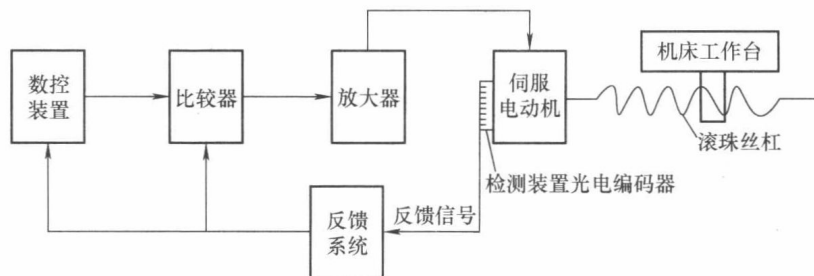 数控
装置
比较器
放大器
伺服
电动机
机床工作台
滚珠丝杠
检测装置光电编码器
反馈信号
反馈
系统